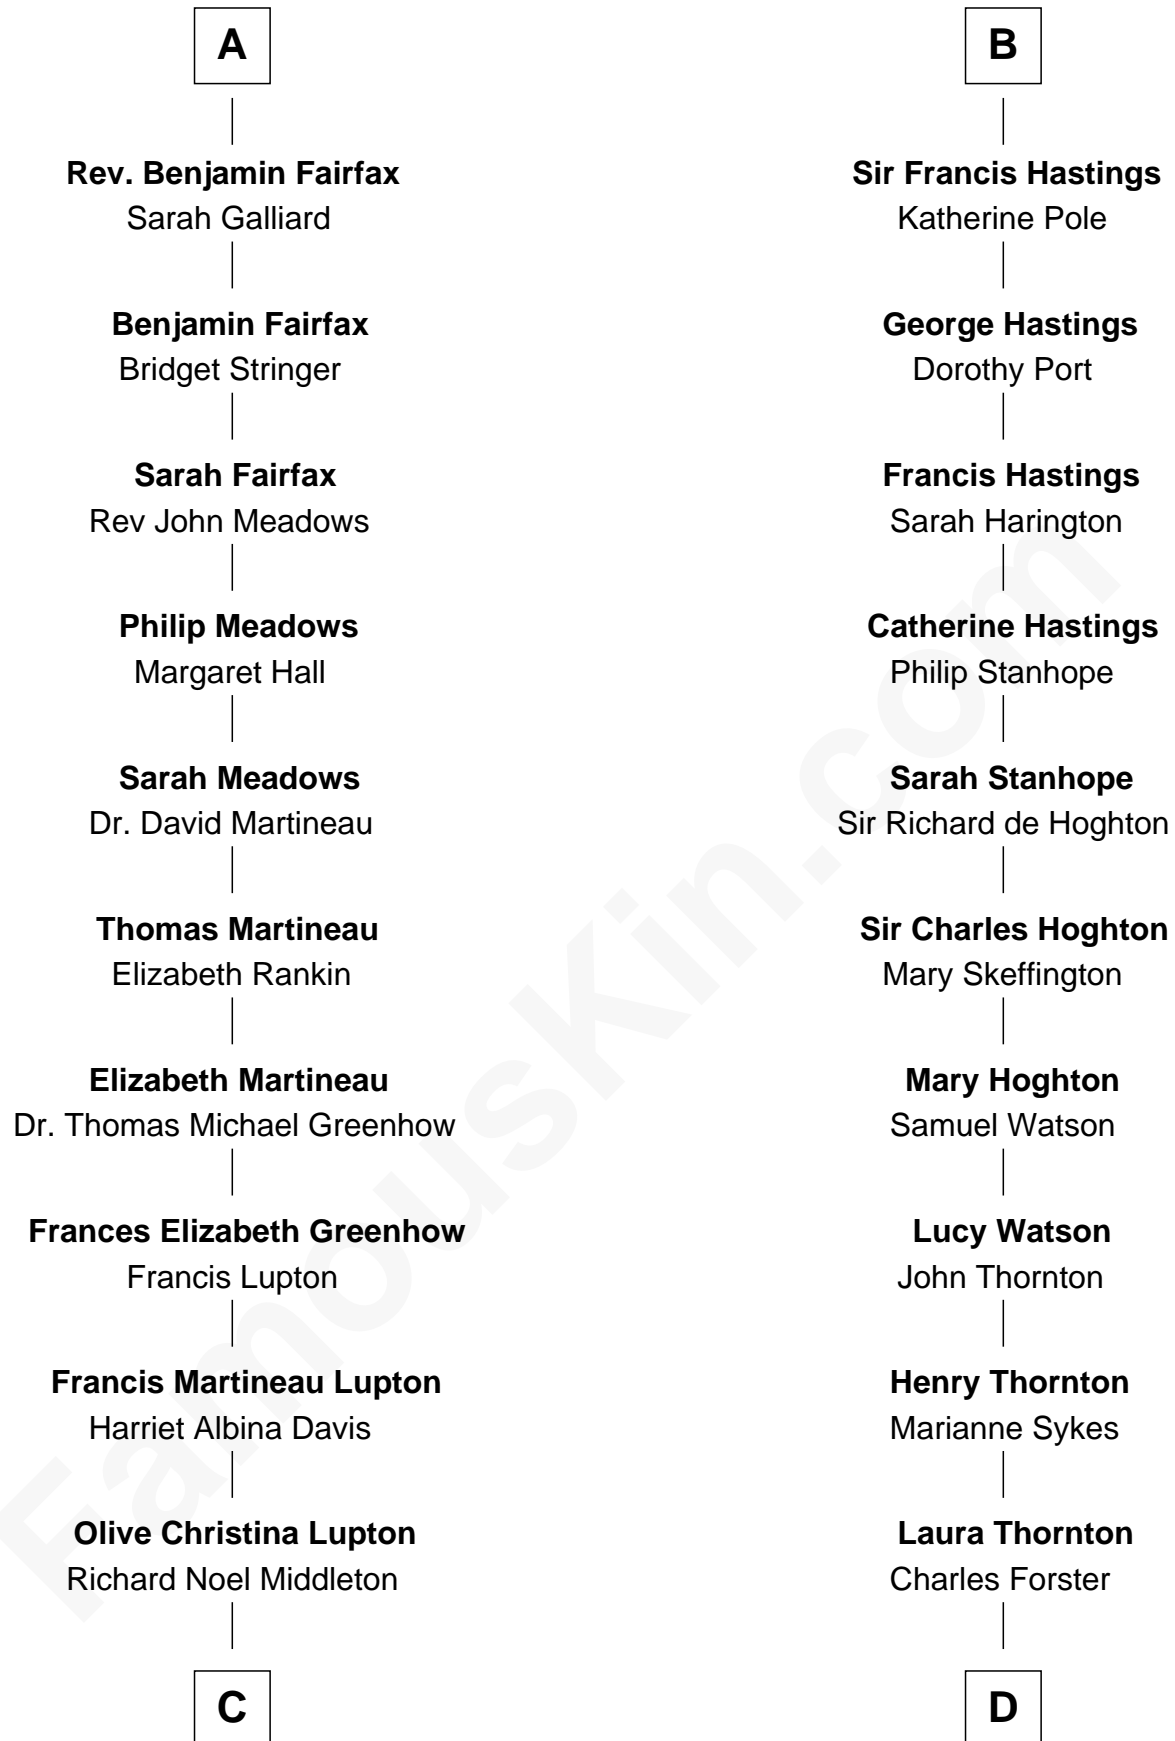 A
Rev. Benjamin Fairfax
Sarah Galliard
Benjamin Fairfax
Bridget Stringer
Sarah Fairfax
Rev John Meadows
Philip Meadows
Margaret Hall
Sarah Meadows
Dr. David Martineau
Thomas Martineau
Elizabeth Rankin
Elizabeth Martineau
Dr. Thomas Michael Greenhow
Frances Elizabeth Greenhow
Francis Lupton
Francis Martineau Lupton
Harriet Albina Davis
Olive Christina Lupton
Richard Noel Middleton
C
B
Sir Francis Hastings
Katherine Pole
George Hastings
Dorothy Port
Francis Hastings
Sarah Harington
Catherine Hastings
Philip Stanhope
Sarah Stanhope
Sir Richard de Hoghton
Sir Charles Hoghton
Mary Skeffington
Mary Hoghton
Samuel Watson
Lucy Watson
John Thornton
Henry Thornton
Marianne Sykes
Laura Thornton
Charles Forster
D
FamousKin.com